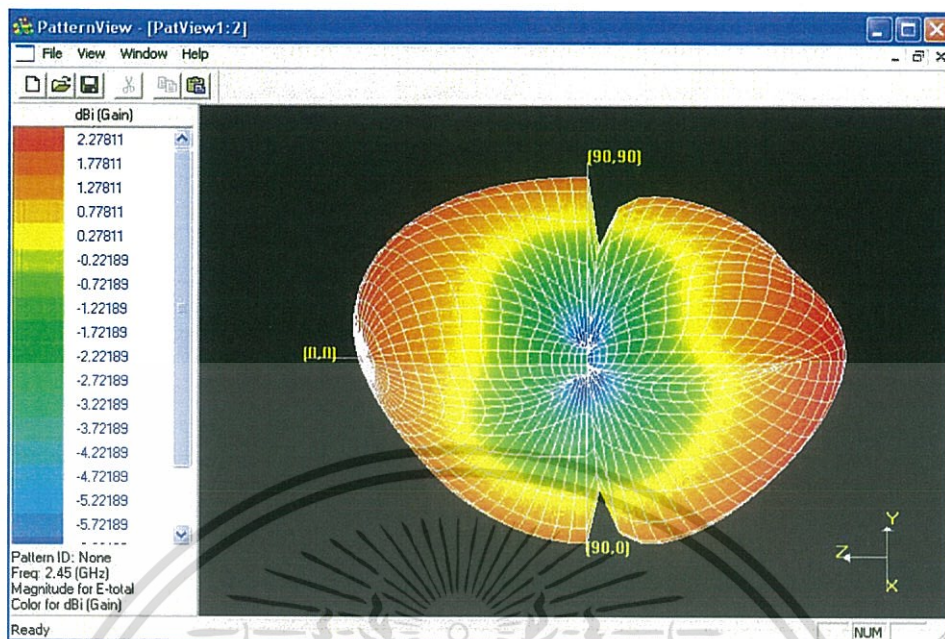 PatternView - [PatView1:2]
File View Window Help
dBi (Gain)
2.27811
1.77811
1.27811
0.77811
0.27811
-0.22189
-0.72189
-1.22189
-1.72189
-2.22189
-2.72189
-3.22189
-3.72189
-4.22189
-4.72189
-5.22189
-5.72189
Pattern ID: None
Freq: 2.45 (GHz)
Magnitude for E-total
Color for dBi (Gain)
(90,90)
(0,0)
(90,0)
Y
Z
X
Ready
NUM